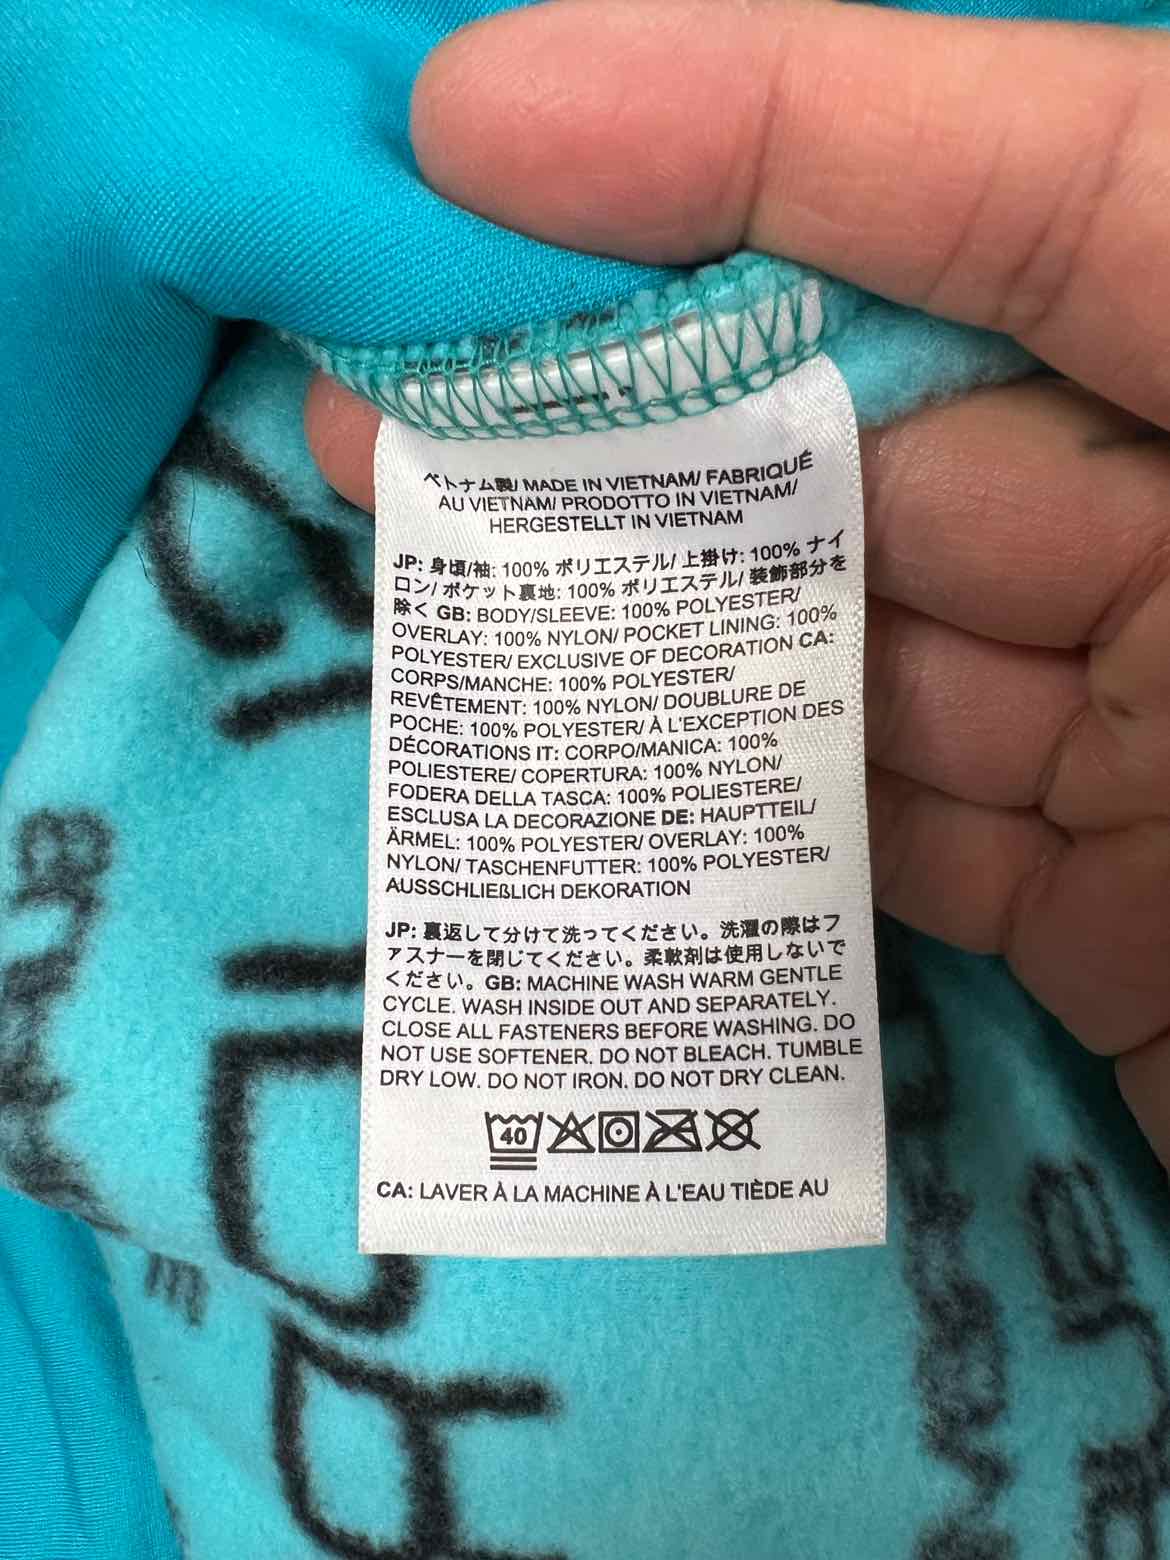 ベトナム製/ MADE IN VIETNAM/ FABRIQUÉ
AU VIETNAM/ PRODOTTO IN VIETNAM/
HERGESTELLT IN VIETNAM
JP: 身頃/袖: 100% ポリエステル/ 上掛け: 100% ナイ
ロン/ ポケット裏地: 100% ポリエステル/ 装飾部分を
除く GB: BODY/SLEEVE: 100% POLYESTER/
OVERLAY: 100% NYLON/ POCKET LINING: 100%
POLYESTER/ EXCLUSIVE OF DECORATION CA:
CORPS/MANCHE: 100% POLYESTER/
REVÊTEMENT: 100% NYLON/ DOUBLURE DE
POCHE: 100% POLYESTER/ À L'EXCEPTION DES
DÉCORATIONS IT: CORPO/MANICA: 100%
POLIESTERE/ COPERTURA: 100% NYLON/
FODERA DELLA TASCA: 100% POLIESTERE/
ESCLUSA LA DECORAZIONE DE: HAUPTTEIL/
ÄRMEL: 100% POLYESTER/ OVERLAY: 100%
NYLON/ TASCHENFUTTER: 100% POLYESTER/
AUSSCHLIEßLICH DEKORATION
JP: 裏返して分けて洗ってください。洗濯の際はフ
ァスナーを閉じてください。柔軟剤は使用しないで
ください。GB: MACHINE WASH WARM GENTLE
CYCLE. WASH INSIDE OUT AND SEPARATELY.
CLOSE ALL FASTENERS BEFORE WASHING. DO
NOT USE SOFTENER. DO NOT BLEACH. TUMBLE
DRY LOW. DO NOT IRON. DO NOT DRY CLEAN.
40
CA: LAVER À LA MACHINE À L'EAU TIÈDE AU